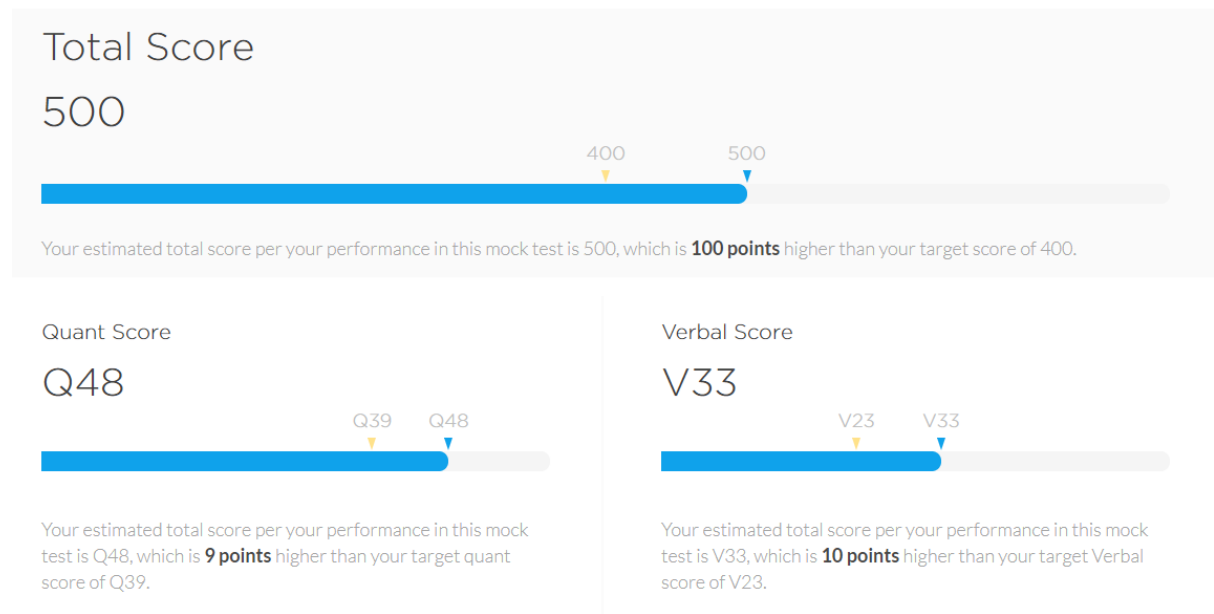 Total Score
500
400 500
Your estimated total score per your performance in this mock test is 500, which is 100 points higher than your target score of 400.
Quant Score
Q48
Q39 Q48
Your estimated total score per your performance in this mock
test is Q48, which is 9 points higher than your target quant
score of Q39.
Verbal Score
V33
V23 V33
Your estimated total score per your performance in this mock
test is V33, which is 10 points higher than your target Verbal
score of V23.